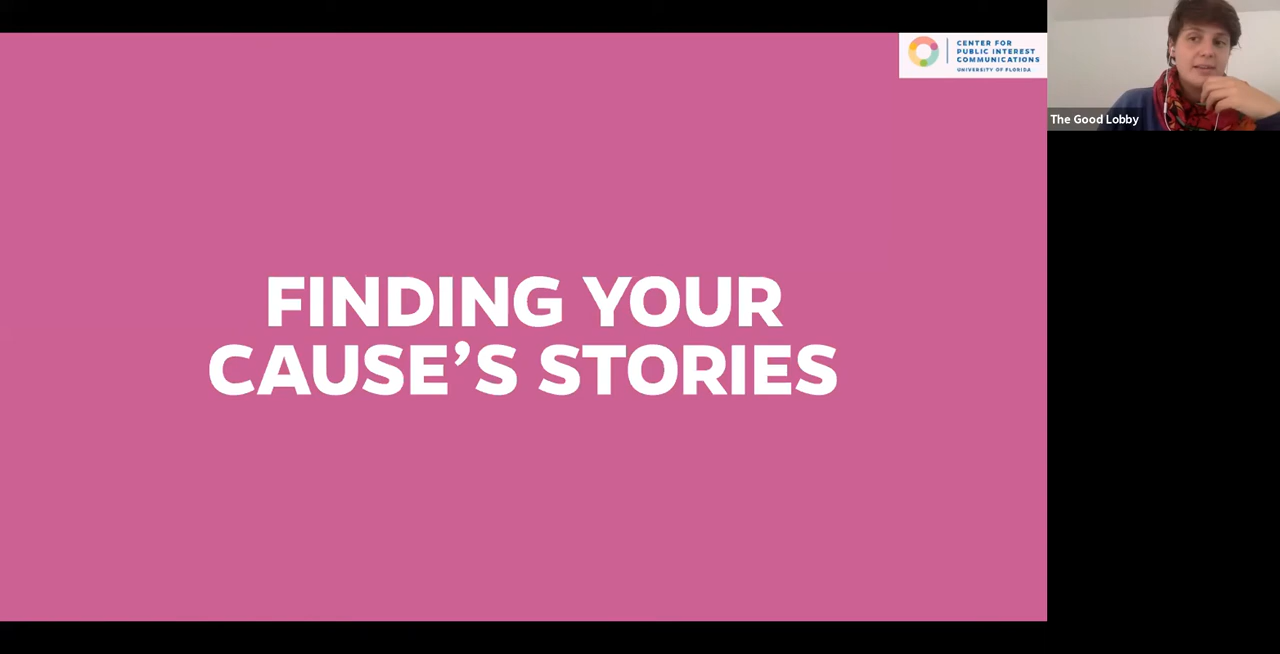 CENTER FOR
PUBLIC INTEREST
COMMUNICATIONS
UNIVERSITY OF FLORIDA
The Good Lobby
FINDING YOUR
CAUSE’S STORIES